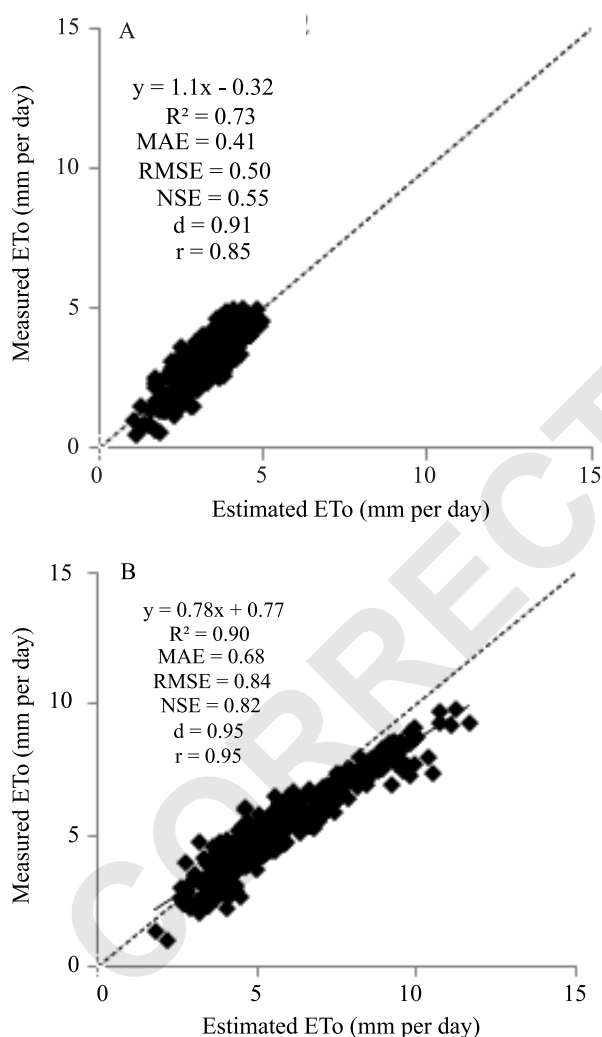 A
15
y = 1.1x - 0.32
R² = 0.73
MAE = 0.41
RMSE = 0.50
NSE = 0.55
d = 0.91
r = 0.85
10
5
0
Measured ETo (mm per day)
0 5 10 15
Estimated ETo (mm per day)
B
15
y = 0.78x + 0.77
R² = 0.90
MAE = 0.68
RMSE = 0.84
NSE = 0.82
d = 0.95
r = 0.95
10
5
0
Measured ETo (mm per day)
0 5 10 15
Estimated ETo (mm per day)
CORRECT